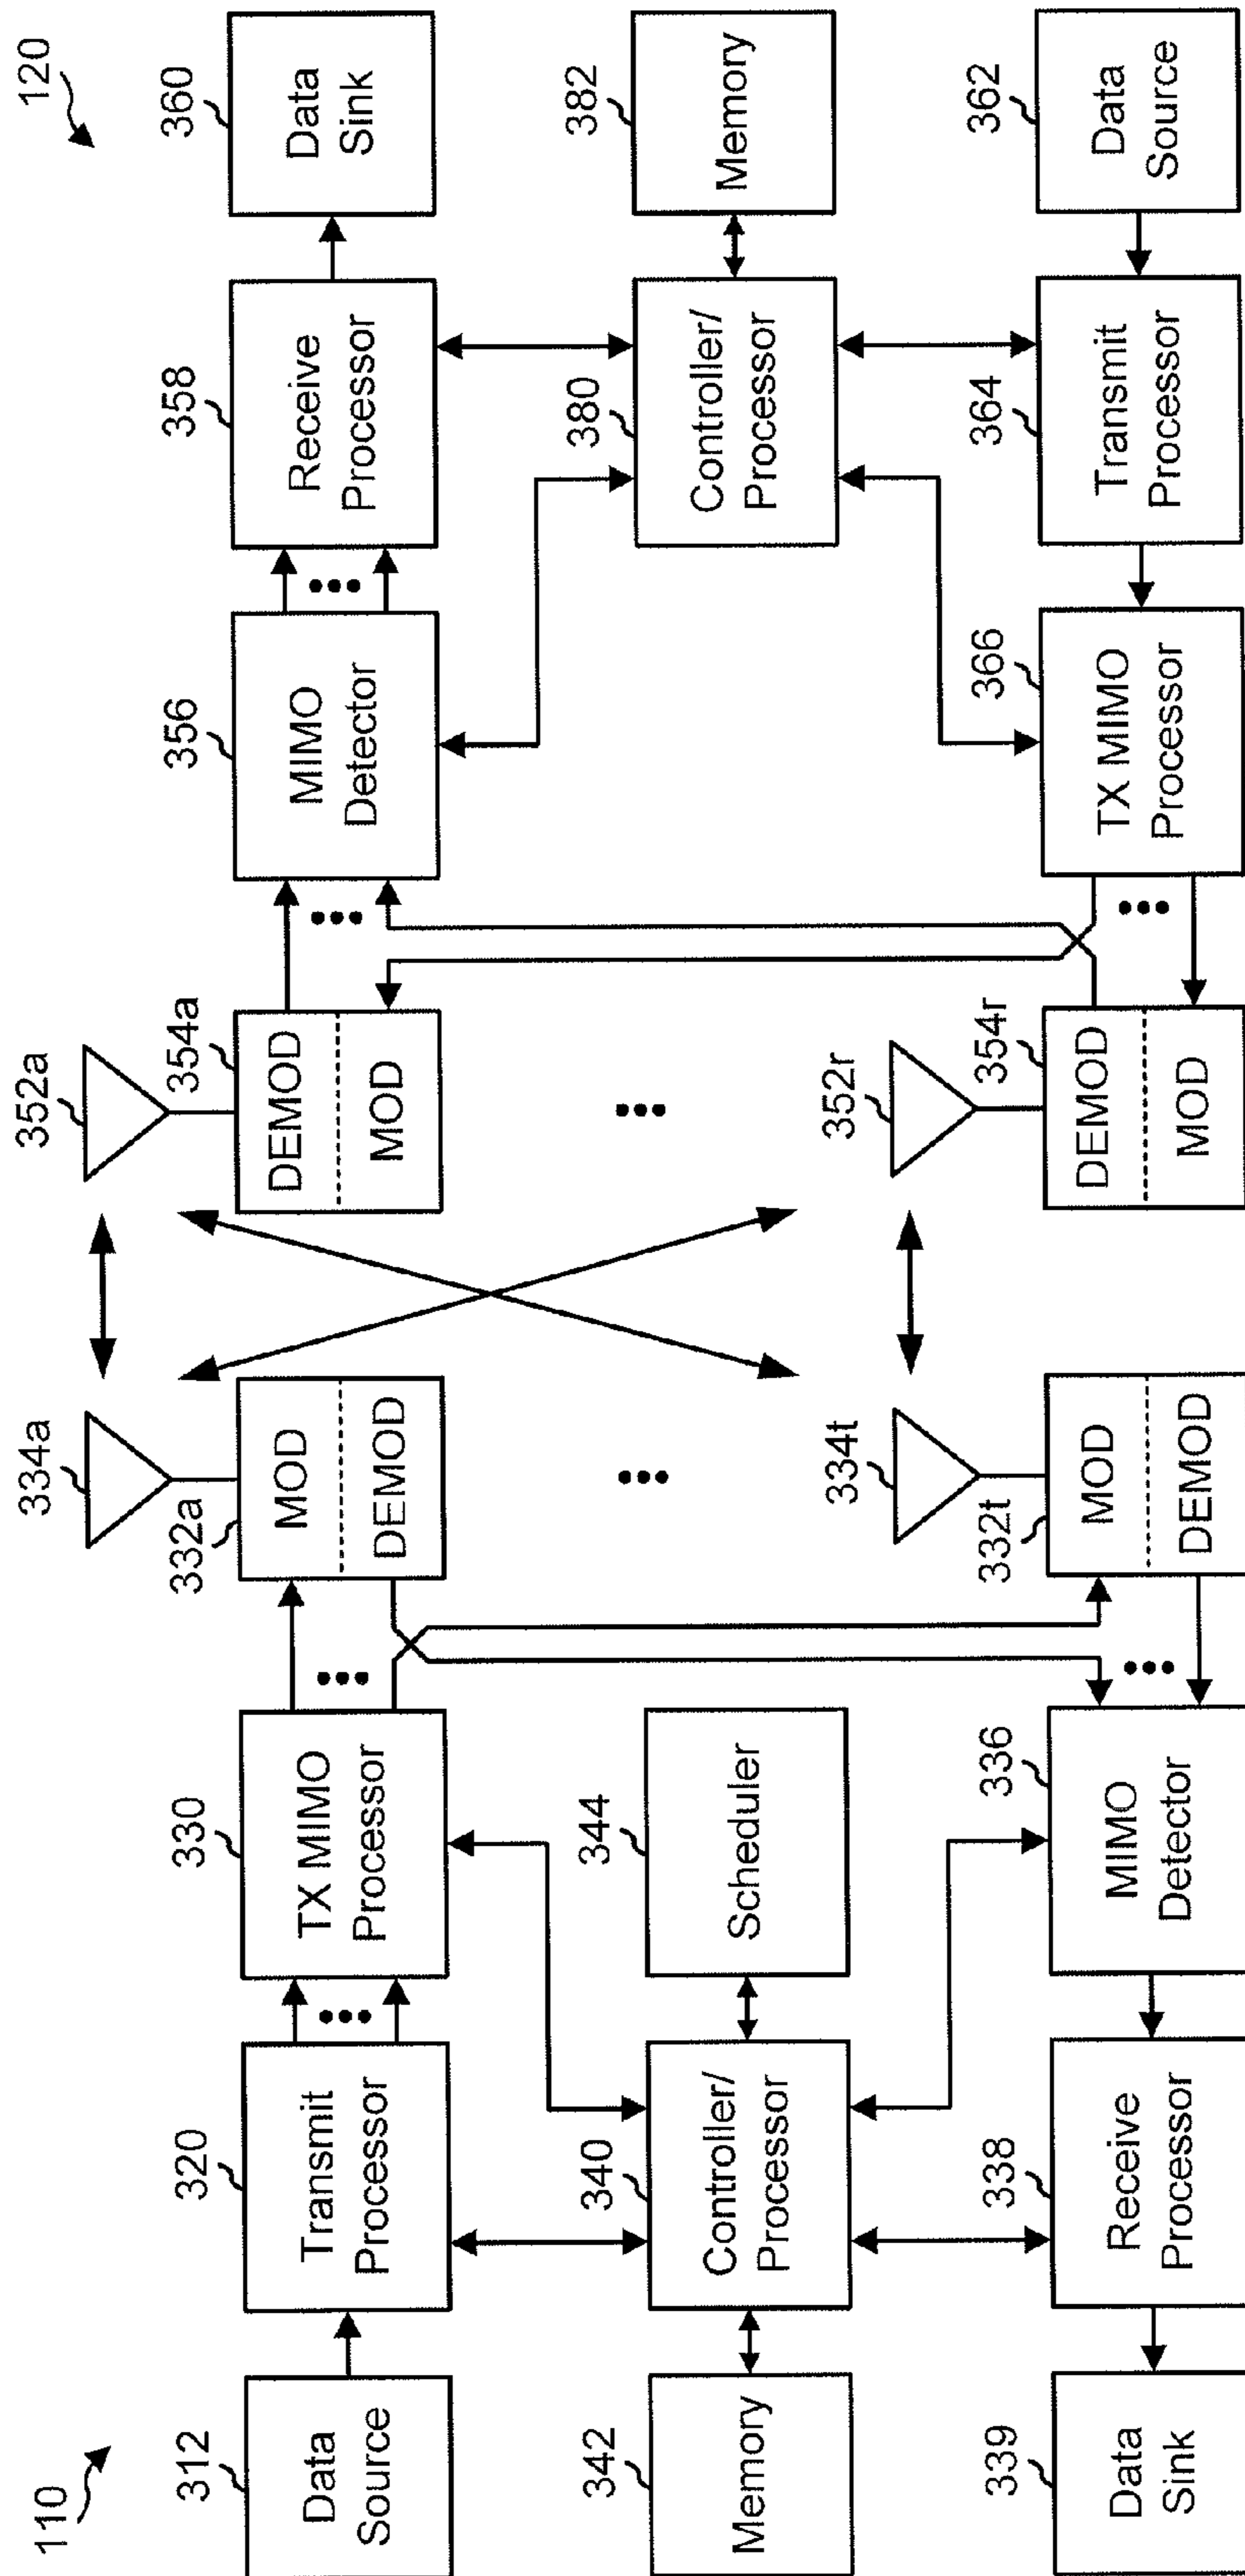 110
120
312
Data
Source
320
Transmit
Processor
330
TX MIMO
Processor
332a
MOD
DEMOD
334a
352a
354a
DEMOD
MOD
356
MIMO
Detector
358
Receive
Processor
360
Data
Sink
342
Memory
340
Controller/
Processor
344
Scheduler
380
Controller/
Processor
382
Memory
339
Data
Sink
338
Receive
Processor
336
MIMO
Detector
332t
MOD
DEMOD
334t
352r
354r
DEMOD
MOD
366
TX MIMO
Processor
364
Transmit
Processor
362
Data
Source